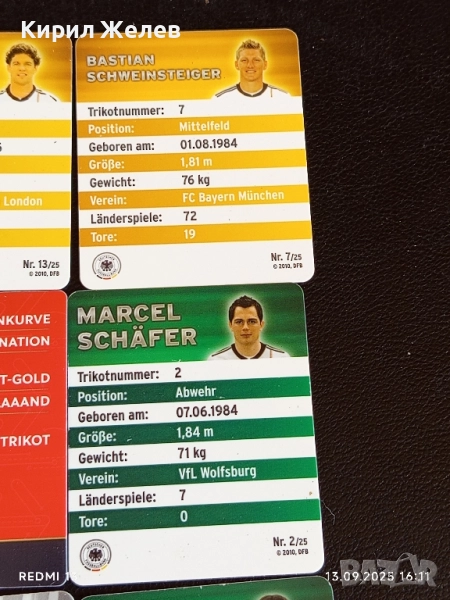 Кирил Желев
BASTIAN
SCHWEINSTEIGER
Trikotnummer: 7
Position: Mittelfeld
Geboren am: 01.08.1984
Größe: 1,81 m
Gewicht: 76 kg
Verein: FC Bayern München
Länderspiele: 72
Tore: 19
Nr. 7/25
© 2010, DFB
London
Nr. 13/25
© 2010, DFB
NKURVE
NATION
T-GOLD
LAAAND
TRIKOT
MARCEL
SCHÄFER
Trikotnummer: 2
Position: Abwehr
Geboren am: 07.06.1984
Größe: 1,84 m
Gewicht: 71 kg
Verein: VfL Wolfsburg
Länderspiele: 7
Tore: 0
Nr. 2/25
© 2010, DFB
REDMI 1
13.09.2025 16:11
BAZAR